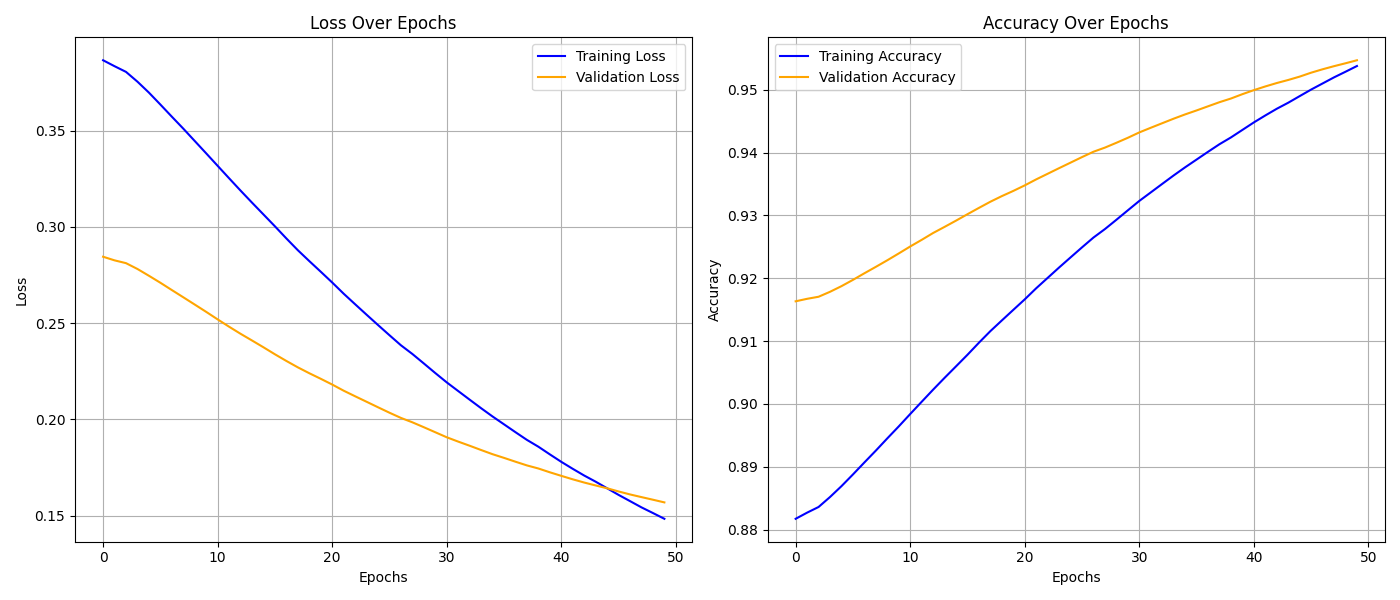 Loss Over Epochs
Training Loss
Validation Loss
0.35
0.30
0.25
0.20
0.15
Loss
0 10 20 30 40 50
Epochs
Accuracy Over Epochs
Training Accuracy
Validation Accuracy
0.95
0.94
0.93
0.92
0.91
0.90
0.89
0.88
Accuracy
0 10 20 30 40 50
Epochs